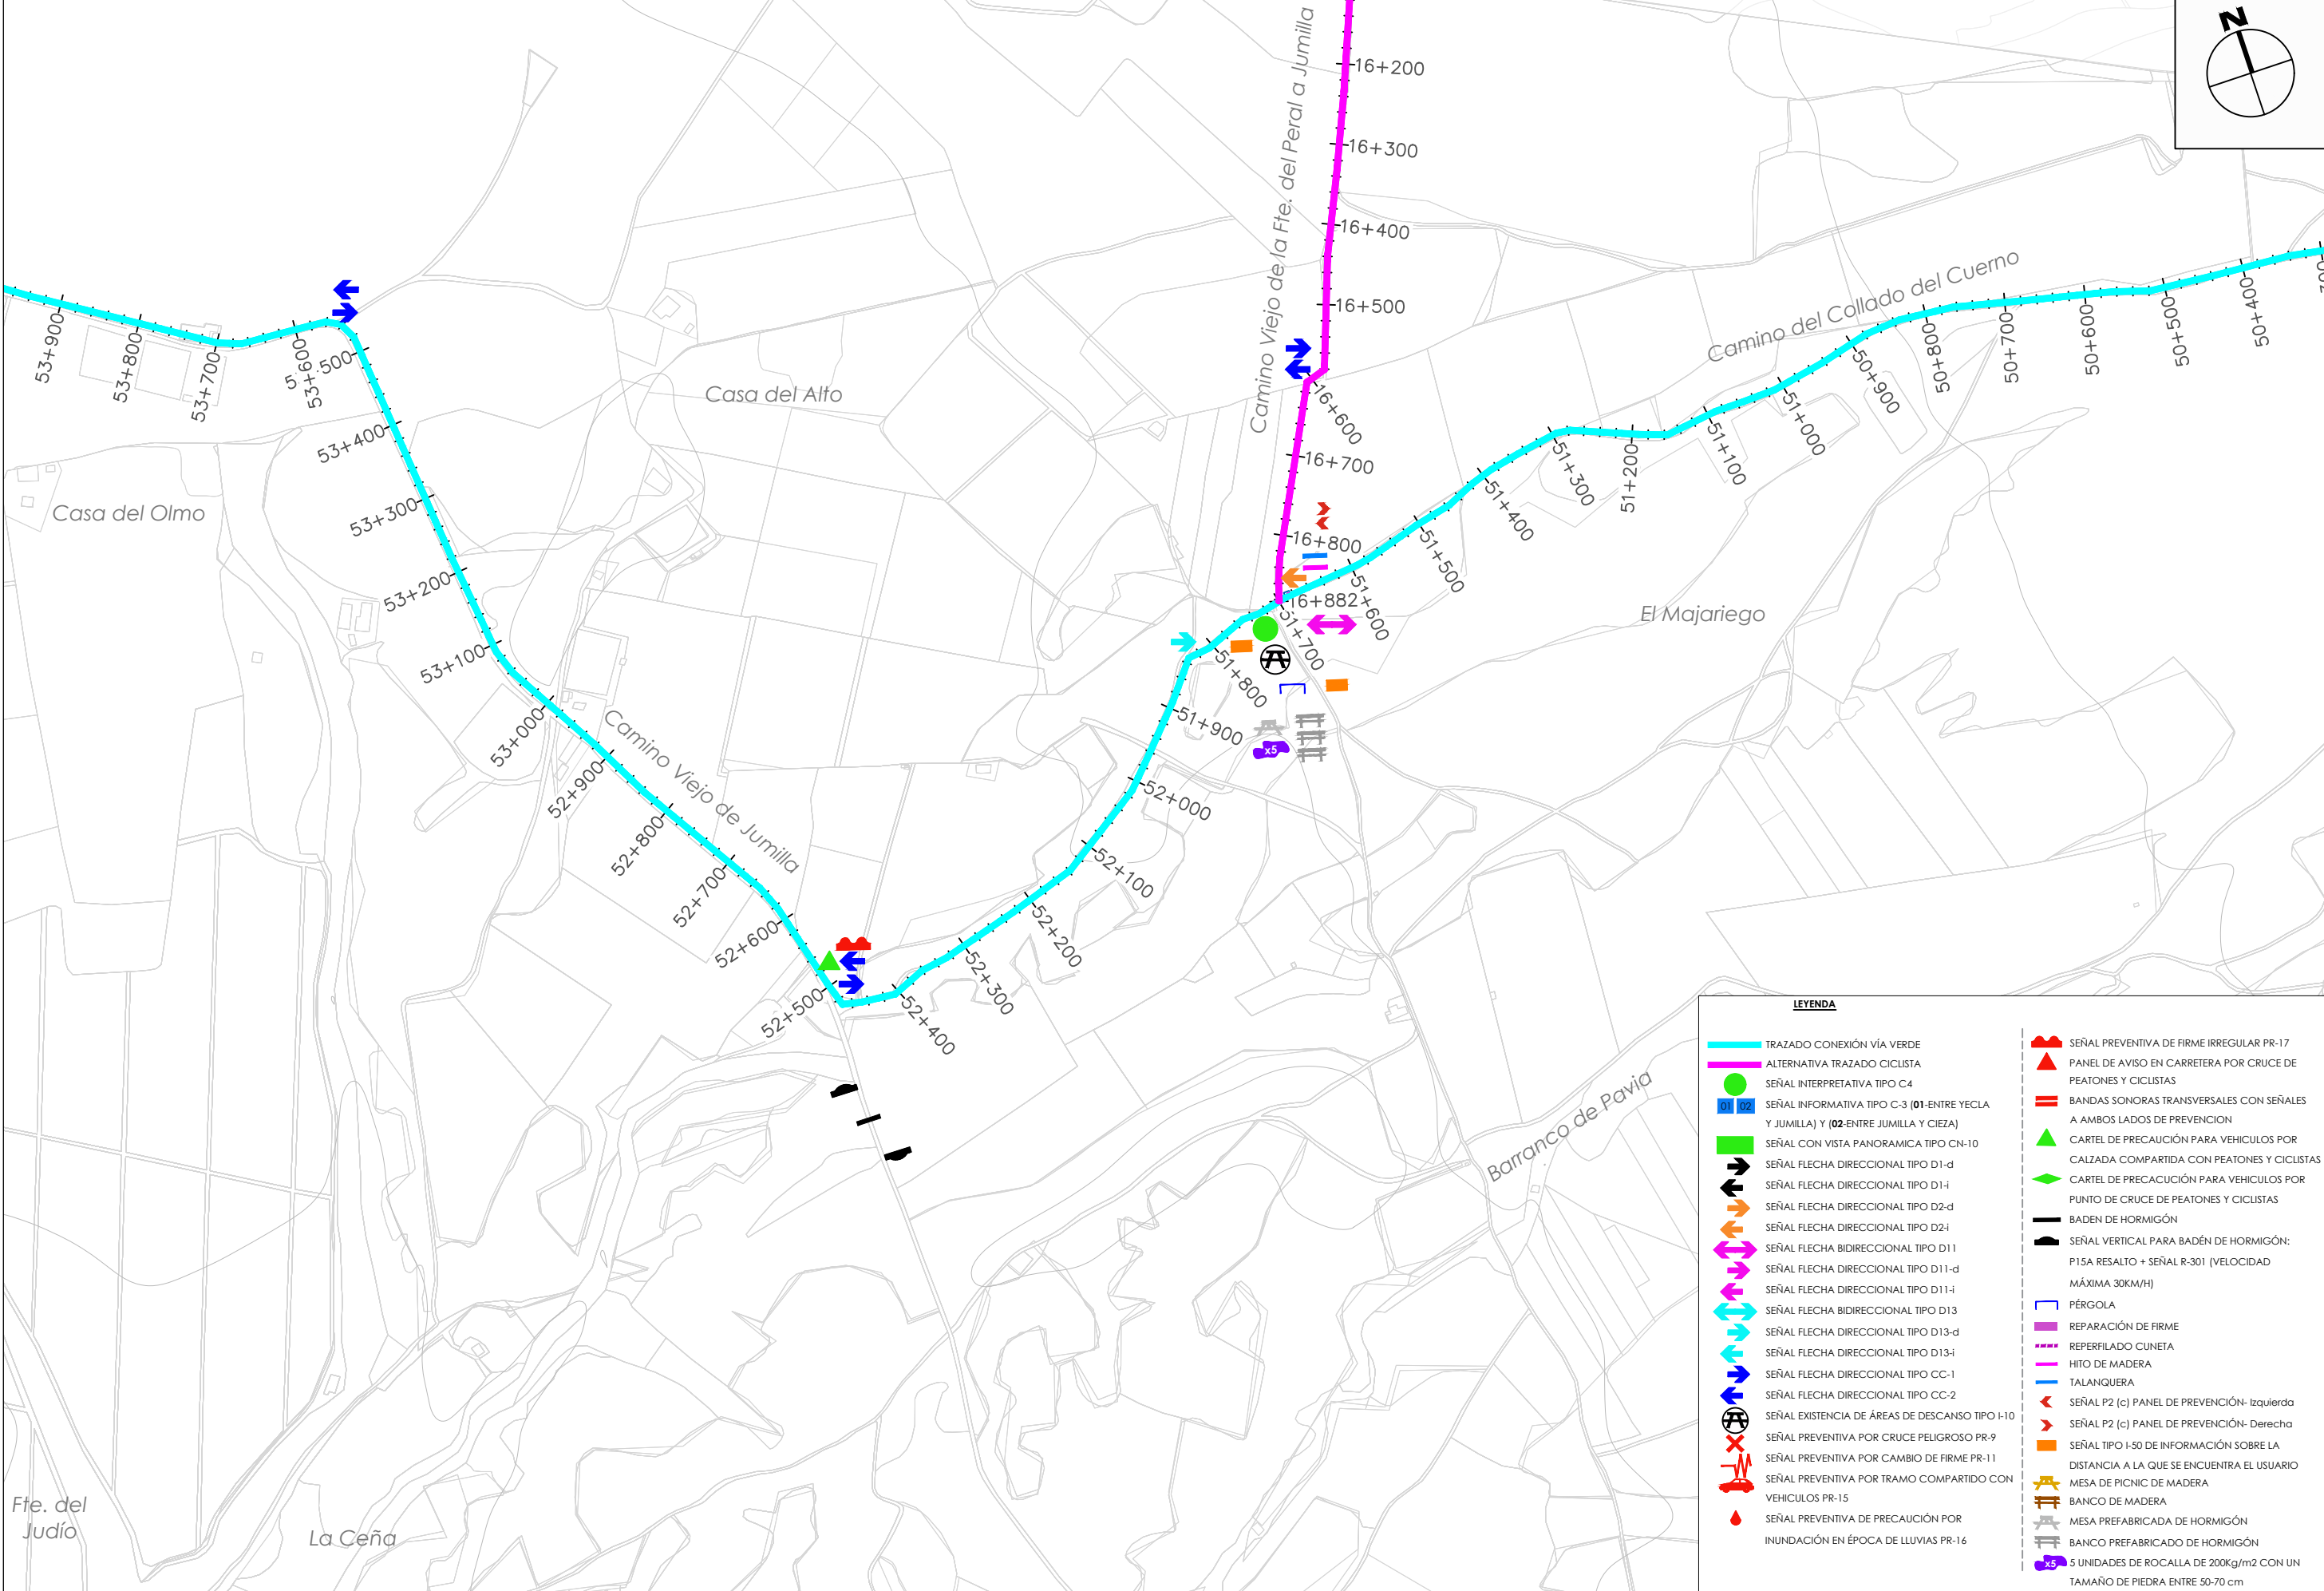 N
Camino Viejo de la Fte. del Peral a Jumilla
16+200
16+300
16+400
16+500
16+600
16+700
16+800
16+882
Camino del Collado del Cuerno
50+400
50+500
50+600
50+700
50+800
50+900
51+000
51+100
51+200
51+300
51+400
51+500
51+600
51+700
51+800
51+900
52+000
52+100
52+200
52+300
52+400
52+500
52+600
52+700
52+800
52+900
53+000
53+100
53+200
53+300
53+400
500
53+600
53+700
53+800
53+900
Casa del Alto
Casa del Olmo
El Majariego
Camino Viejo de Jumilla
x5
Barranco de Pavia
Fte. del
Judío
La Ceña
LEYENDA
TRAZADO CONEXIÓN VÍA VERDE
ALTERNATIVA TRAZADO CICLISTA
SEÑAL INTERPRETATIVA TIPO C4
01 02 SEÑAL INFORMATIVA TIPO C-3 (01-ENTRE YECLA
Y JUMILLA) Y (02-ENTRE JUMILLA Y CIEZA)
SEÑAL CON VISTA PANORAMICA TIPO CN-10
SEÑAL FLECHA DIRECCIONAL TIPO D1-d
SEÑAL FLECHA DIRECCIONAL TIPO D1-i
SEÑAL FLECHA DIRECCIONAL TIPO D2-d
SEÑAL FLECHA DIRECCIONAL TIPO D2-i
SEÑAL FLECHA BIDIRECCIONAL TIPO D11
SEÑAL FLECHA DIRECCIONAL TIPO D11-d
SEÑAL FLECHA DIRECCIONAL TIPO D11-i
SEÑAL FLECHA BIDIRECCIONAL TIPO D13
SEÑAL FLECHA DIRECCIONAL TIPO D13-d
SEÑAL FLECHA DIRECCIONAL TIPO D13-i
SEÑAL FLECHA DIRECCIONAL TIPO CC-1
SEÑAL FLECHA DIRECCIONAL TIPO CC-2
SEÑAL EXISTENCIA DE ÁREAS DE DESCANSO TIPO I-10
SEÑAL PREVENTIVA POR CRUCE PELIGROSO PR-9
SEÑAL PREVENTIVA POR CAMBIO DE FIRME PR-11
SEÑAL PREVENTIVA POR TRAMO COMPARTIDO CON
VEHICULOS PR-15
SEÑAL PREVENTIVA DE PRECAUCIÓN POR
INUNDACIÓN EN ÉPOCA DE LLUVIAS PR-16
SEÑAL PREVENTIVA DE FIRME IRREGULAR PR-17
PANEL DE AVISO EN CARRETERA POR CRUCE DE
PEATONES Y CICLISTAS
BANDAS SONORAS TRANSVERSALES CON SEÑALES
A AMBOS LADOS DE PREVENCION
CARTEL DE PRECAUCIÓN PARA VEHICULOS POR
CALZADA COMPARTIDA CON PEATONES Y CICLISTAS
CARTEL DE PRECACUCIÓN PARA VEHICULOS POR
PUNTO DE CRUCE DE PEATONES Y CICLISTAS
BADEN DE HORMIGÓN
SEÑAL VERTICAL PARA BADÉN DE HORMIGÓN:
P15A RESALTO + SEÑAL R-301 (VELOCIDAD
MÁXIMA 30KM/H)
PÉRGOLA
REPARACIÓN DE FIRME
REPERFILADO CUNETA
HITO DE MADERA
TALANQUERA
SEÑAL P2 (c) PANEL DE PREVENCIÓN- Izquierda
SEÑAL P2 (c) PANEL DE PREVENCIÓN- Derecha
SEÑAL TIPO I-50 DE INFORMACIÓN SOBRE LA
DISTANCIA A LA QUE SE ENCUENTRA EL USUARIO
MESA DE PICNIC DE MADERA
BANCO DE MADERA
MESA PREFABRICADA DE HORMIGÓN
BANCO PREFABRICADO DE HORMIGÓN
x5 5 UNIDADES DE ROCALLA DE 200Kg/m2 CON UN
TAMAÑO DE PIEDRA ENTRE 50-70 cm